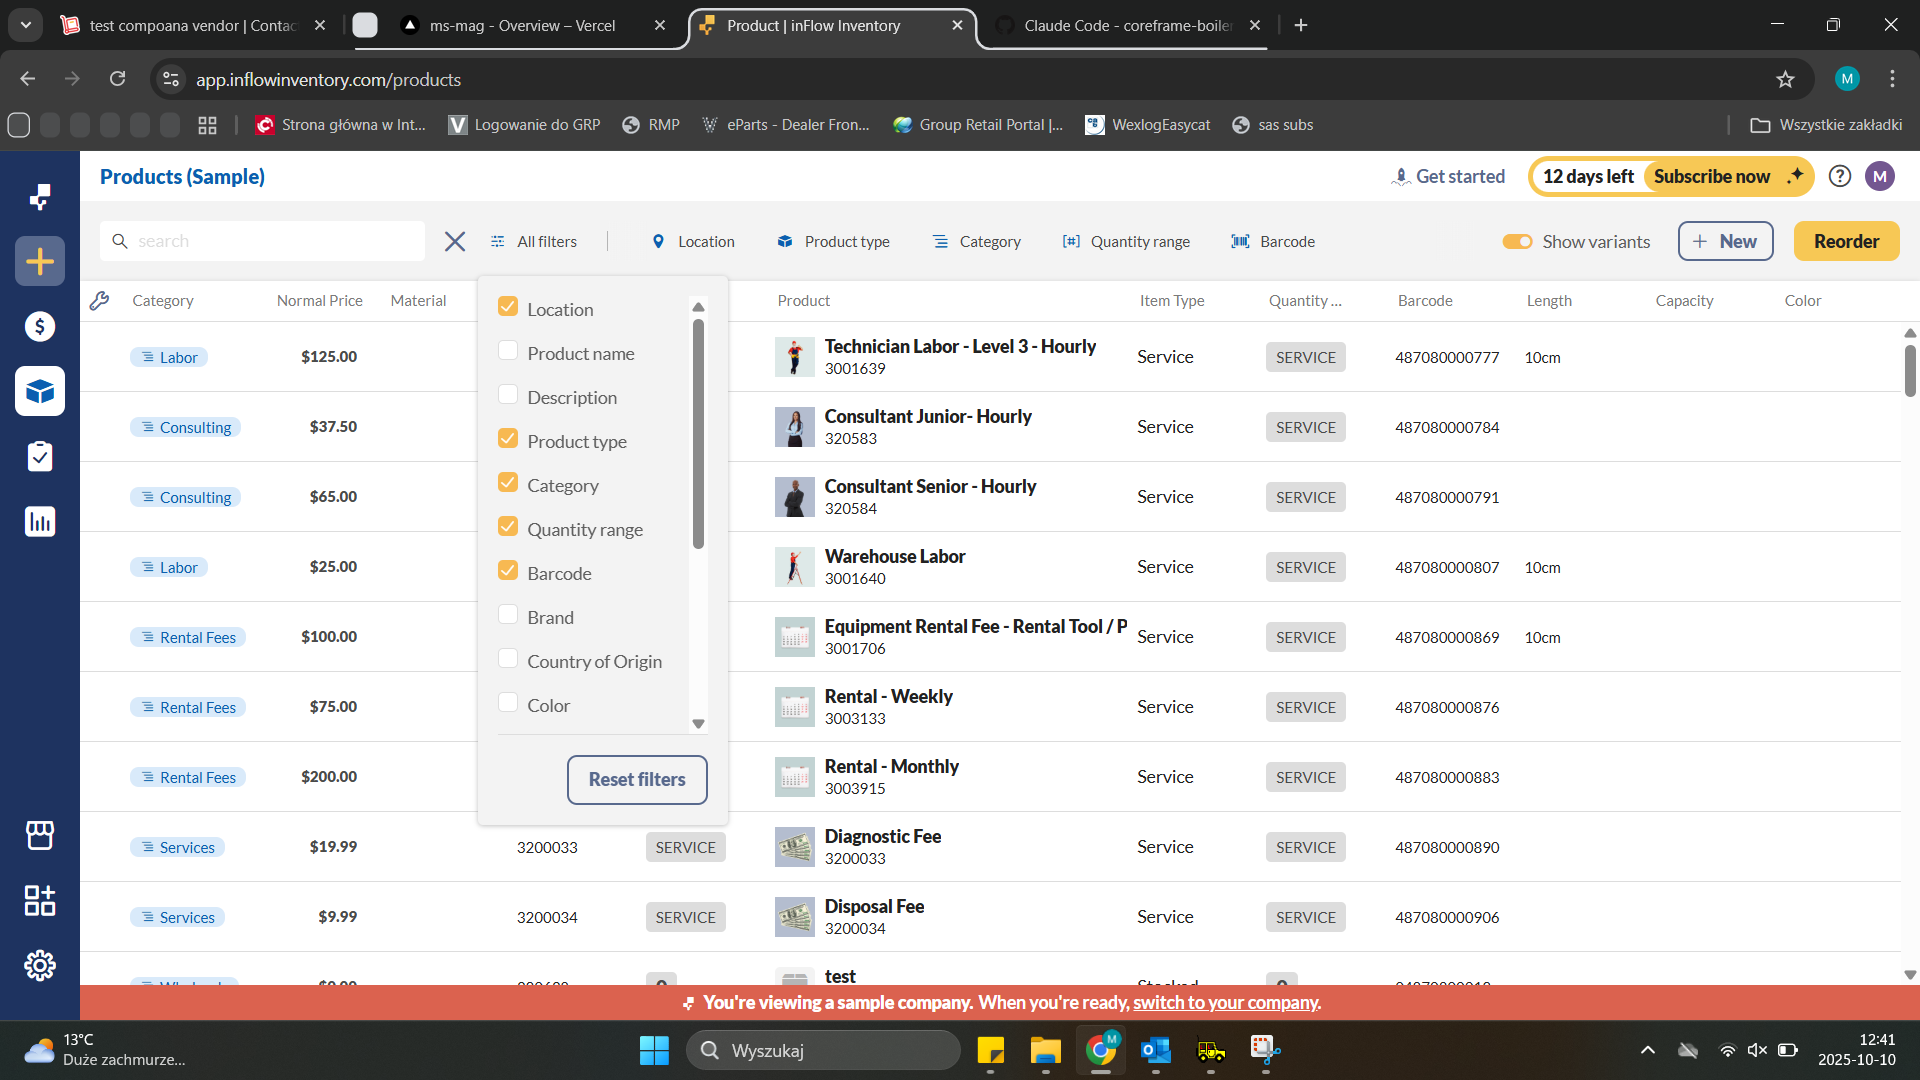 test compoana vendor | Contac
ms-mag - Overview – Vercel
Product | inFlow Inventory
Claude Code - coreframe-boiler
app.inflowinventory.com/products
M
Strona główna w Int...
Logowanie do GRP
RMP
eParts - Dealer Fron...
Group Retail Portal |...
WexlogEasycat
sas subs
Wszystkie zakładki
Products (Sample)
Get started
12 days left
Subscribe now
M
search
All filters
Location
Product type
Category
Quantity range
Barcode
Show variants
New
Reorder
Category Normal Price Material Product Item Type Quantity ... Barcode Length Capacity Color
Location
Product name
Description
Product type
Category
Quantity range
Barcode
Brand
Country of Origin
Color
Reset filters
Labor $125.00 Technician Labor - Level 3 - Hourly Service SERVICE 487080000777 10cm
3001639
Consulting $37.50 Consultant Junior- Hourly Service SERVICE 487080000784
320583
Consulting $65.00 Consultant Senior - Hourly Service SERVICE 487080000791
320584
Labor $25.00 Warehouse Labor Service SERVICE 487080000807 10cm
3001640
Rental Fees $100.00 Equipment Rental Fee - Rental Tool / P Service SERVICE 487080000869 10cm
3001706
Rental Fees $75.00 Rental - Weekly Service SERVICE 487080000876
3003133
Rental Fees $200.00 Rental - Monthly Service SERVICE 487080000883
3003915
Services $19.99 3200033 SERVICE Diagnostic Fee Service SERVICE 487080000890
3200033
Services $9.99 3200034 SERVICE Disposal Fee Service SERVICE 487080000906
3200034
test
You're viewing a sample company. When you're ready, switch to your company.
13°C
Duże zachmurze...
Wyszukaj
M
12:41
2025-10-10